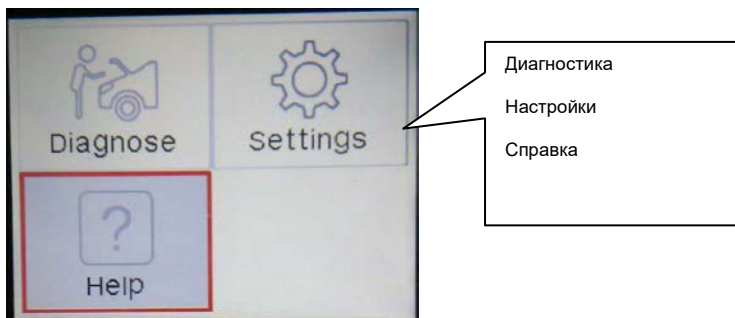 Diagnose
Settings
?
Help
Диагностика
Настройки
Справка